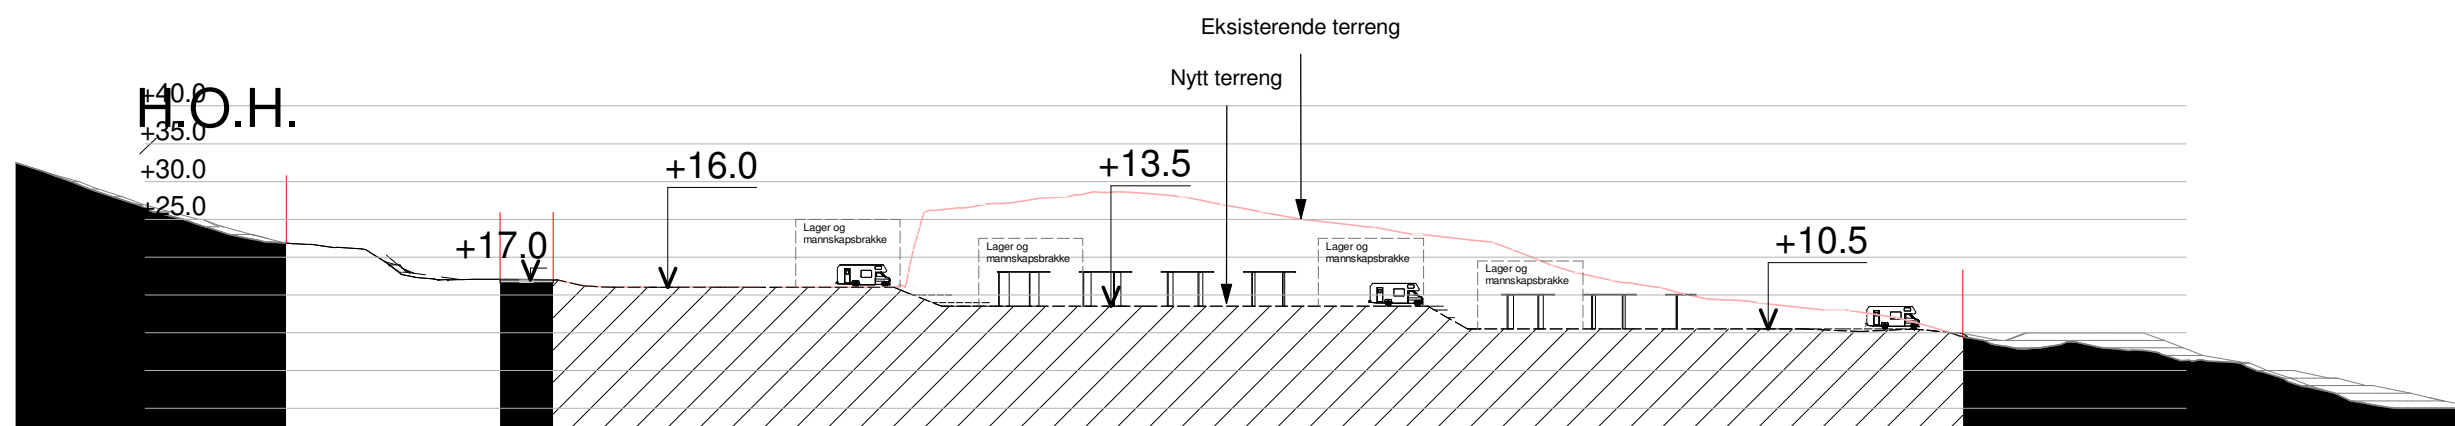 Eksisterende terreng
Nytt terreng
+40.0
H.O.H.
+35.0
+30.0
+25.0
+17.0
+16.0
+13.5
+10.5
Lager og
mannskapsbrakke
Lager og
mannskapsbrakke
Lager og
mannskapsbrakke
Lager og
mannskapsbrakke